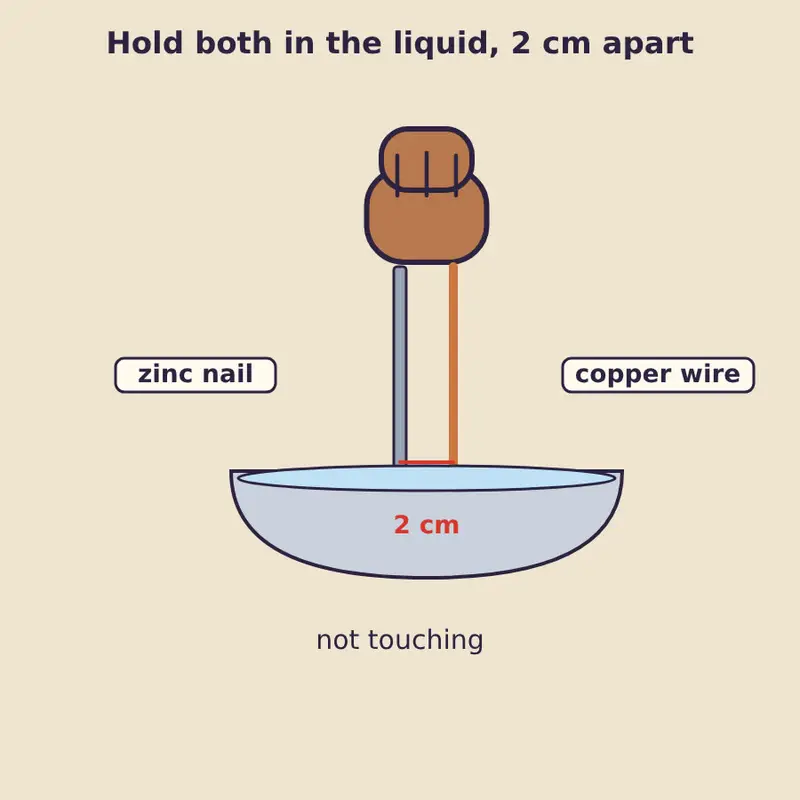 Hold both in the liquid, 2 cm apart
zinc nail
copper wire
2 cm
not touching